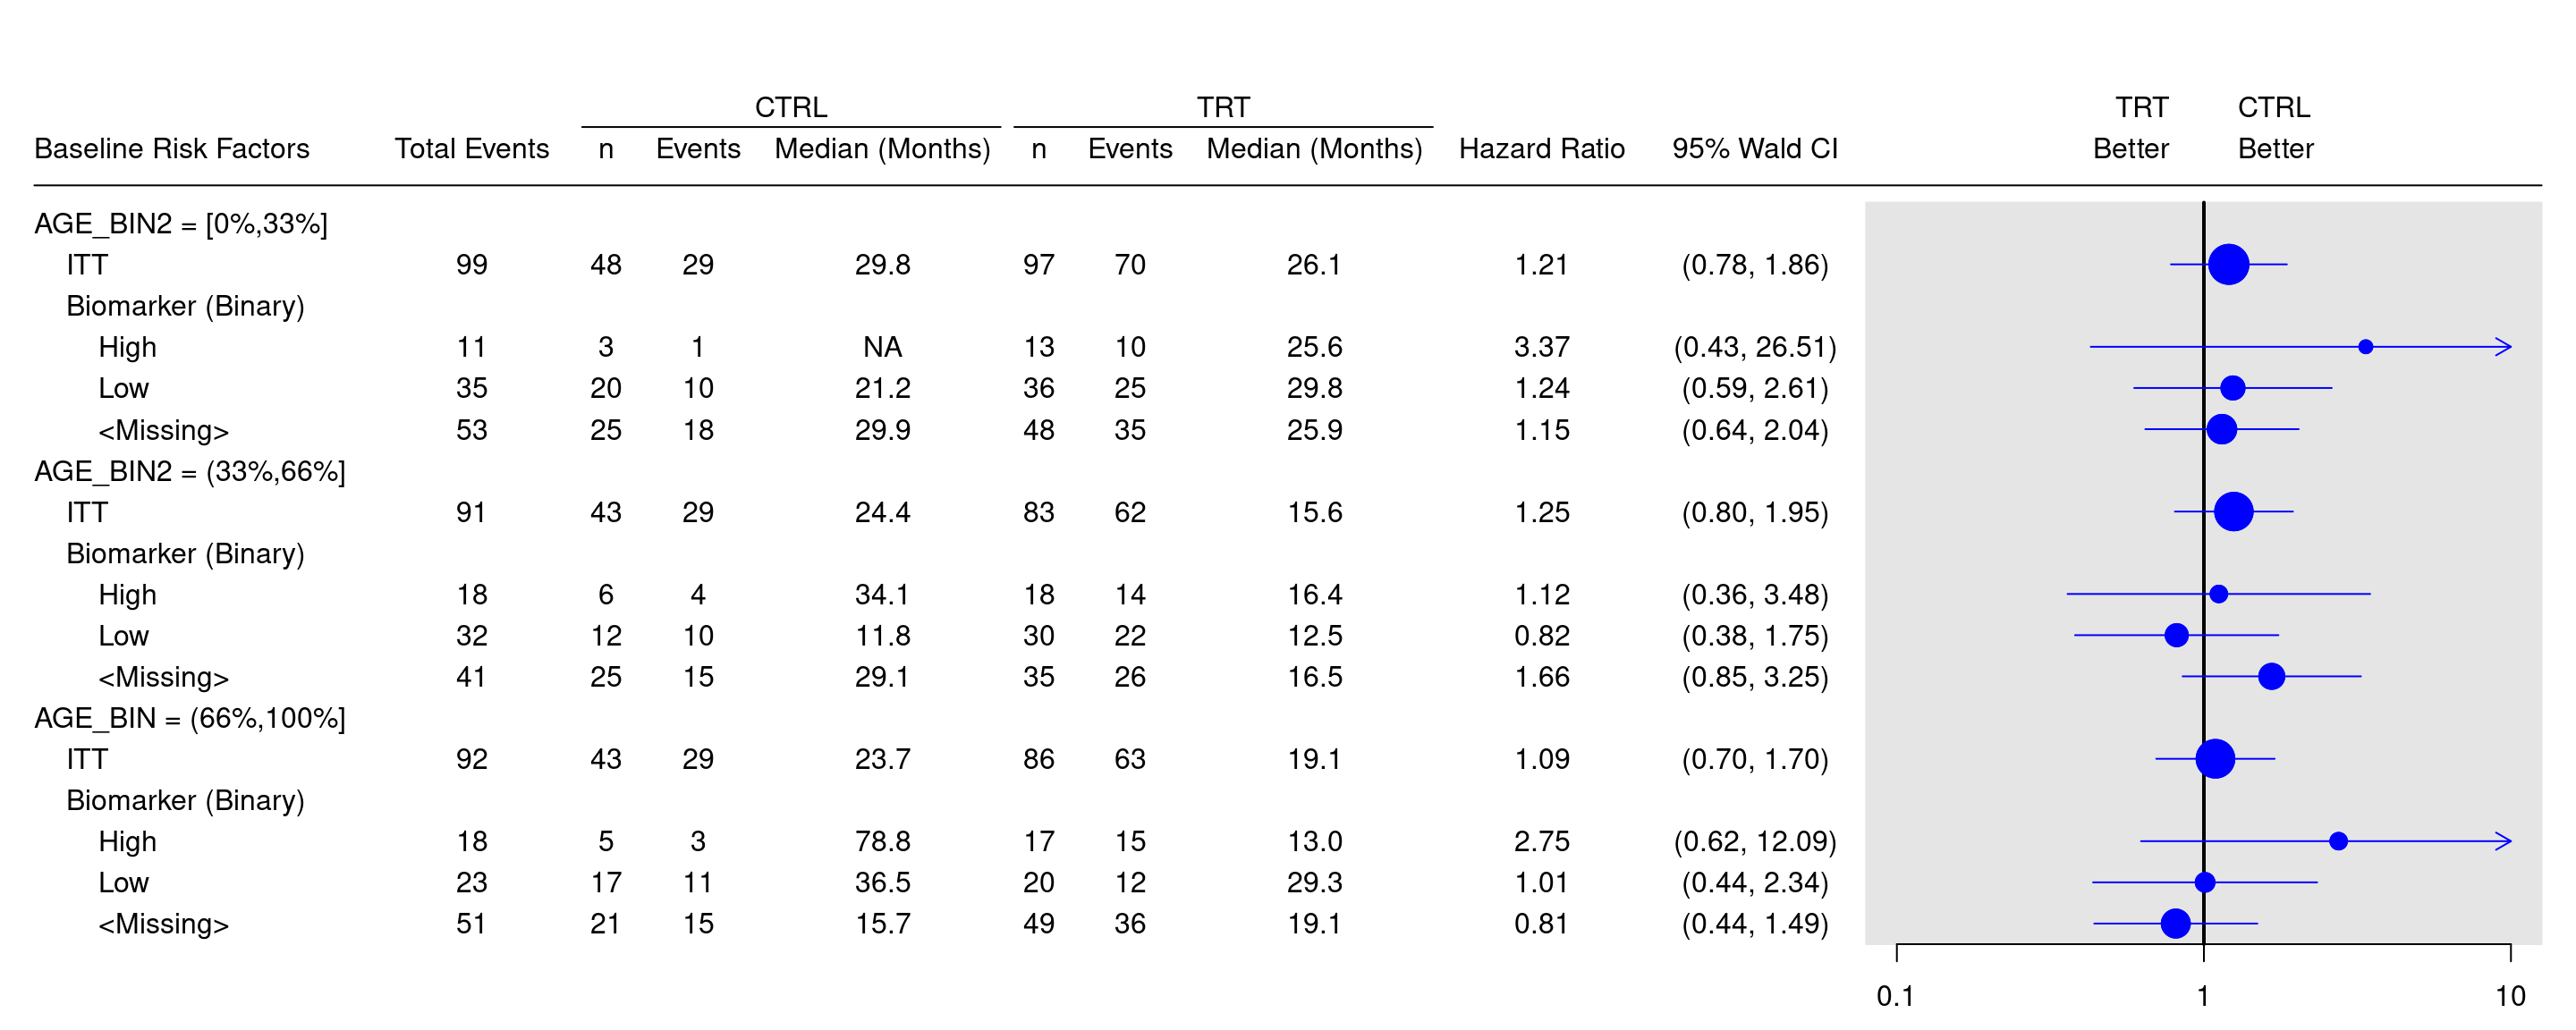 CTRL TRT TRT CTRL
Baseline Risk Factors Total Events n Events Median (Months) n Events Median (Months) Hazard Ratio 95% Wald CI Better Better
AGE_BIN2 = [0%,33%]
ITT 99 48 29 29.8 97 70 26.1 1.21 (0.78, 1.86)
Biomarker (Binary)
High 11 3 1 NA 13 10 25.6 3.37 (0.43, 26.51)
Low 35 20 10 21.2 36 25 29.8 1.24 (0.59, 2.61)
<Missing> 53 25 18 29.9 48 35 25.9 1.15 (0.64, 2.04)
AGE_BIN2 = (33%,66%]
ITT 91 43 29 24.4 83 62 15.6 1.25 (0.80, 1.95)
Biomarker (Binary)
High 18 6 4 34.1 18 14 16.4 1.12 (0.36, 3.48)
Low 32 12 10 11.8 30 22 12.5 0.82 (0.38, 1.75)
<Missing> 41 25 15 29.1 35 26 16.5 1.66 (0.85, 3.25)
AGE_BIN = (66%,100%]
ITT 92 43 29 23.7 86 63 19.1 1.09 (0.70, 1.70)
Biomarker (Binary)
High 18 5 3 78.8 17 15 13.0 2.75 (0.62, 12.09)
Low 23 17 11 36.5 20 12 29.3 1.01 (0.44, 2.34)
<Missing> 51 21 15 15.7 49 36 19.1 0.81 (0.44, 1.49)
0.1 1 10